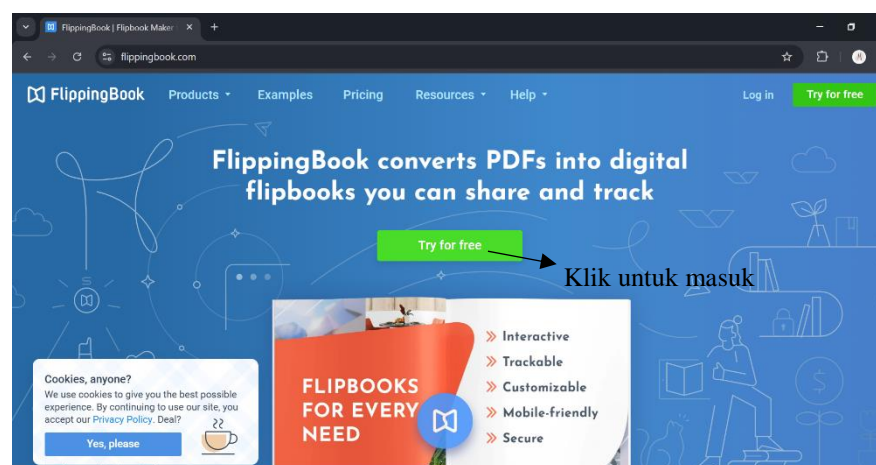 FlippingBook | Flipbook Maker
flippingbook.com
FlippingBook Products Examples Pricing Resources Help Log in Try for free
FlippingBook converts PDFs into digital
flipbooks you can share and track
Try for free
Klik untuk masuk
FLIPBOOKS
FOR EVERY
NEED
Interactive
Trackable
Customizable
Mobile-friendly
Secure
Cookies, anyone?
We use cookies to give you the best possible
experience. By continuing to use our site, you
accept our Privacy Policy. Deal?
Yes, please